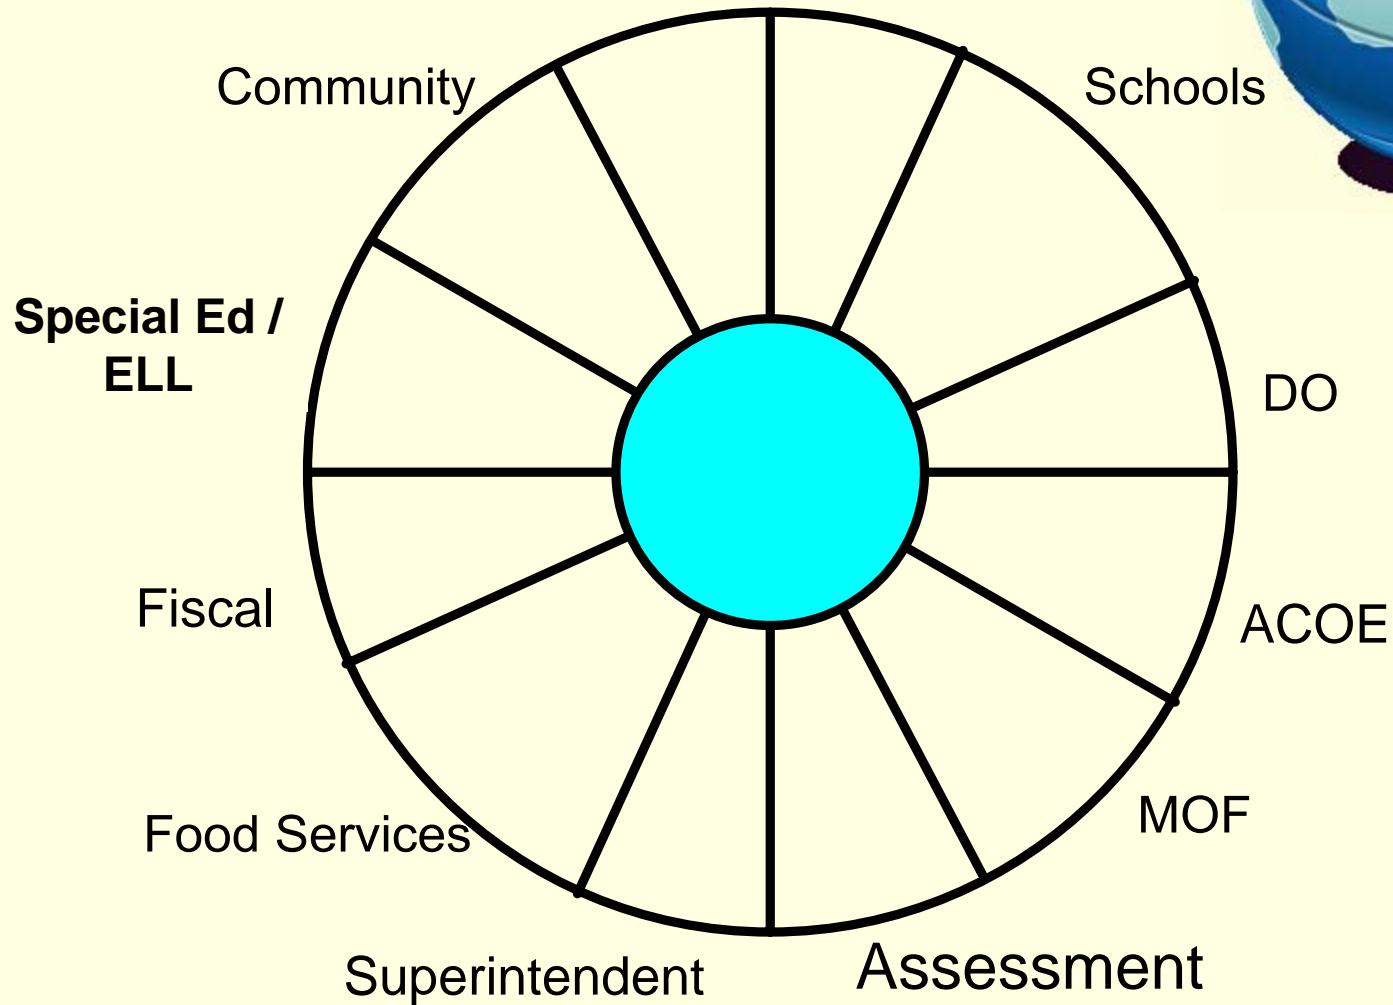 Community
Schools
Special Ed /
ELL
DO
Fiscal
ACOE
Food Services
MOF
Superintendent
Assessment